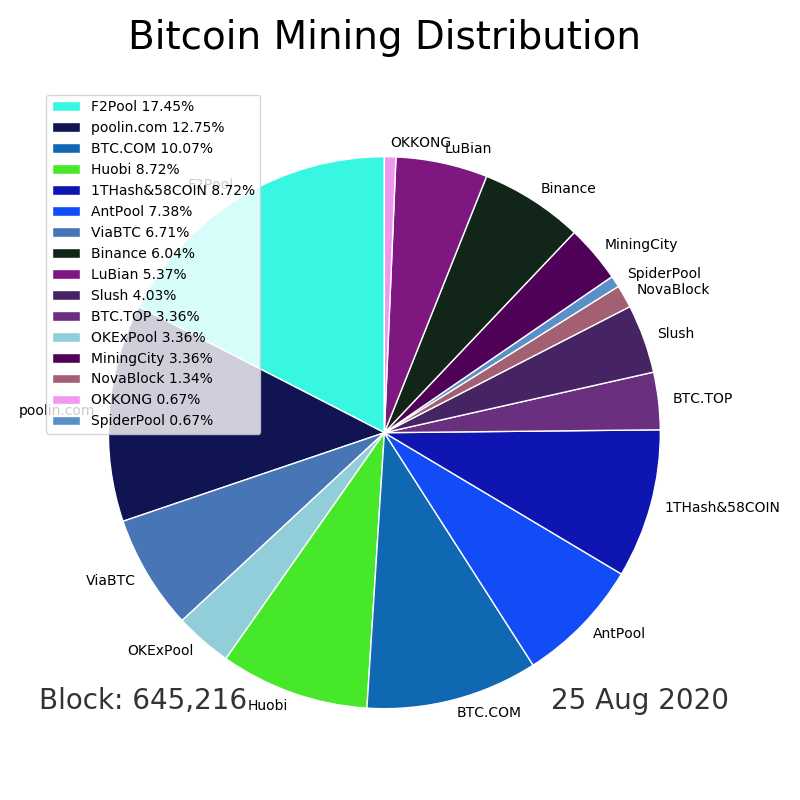 Bitcoin Mining Distribution
F2Pool 17.45%
poolin.com 12.75%
BTC.COM 10.07%
Huobi 8.72%
1THash&58COIN 8.72%
AntPool 7.38%
ViaBTC 6.71%
Binance 6.04%
LuBian 5.37%
Slush 4.03%
BTC.TOP 3.36%
OKExPool 3.36%
MiningCity 3.36%
NovaBlock 1.34%
OKKONG 0.67%
SpiderPool 0.67%
OKKONG
LuBian
Binance
MiningCity
SpiderPool
NovaBlock
Slush
BTC.TOP
1THash&58COIN
AntPool
BTC.COM
Huobi
OKExPool
ViaBTC
poolin.com
F2Pool
Block: 645,216
25 Aug 2020